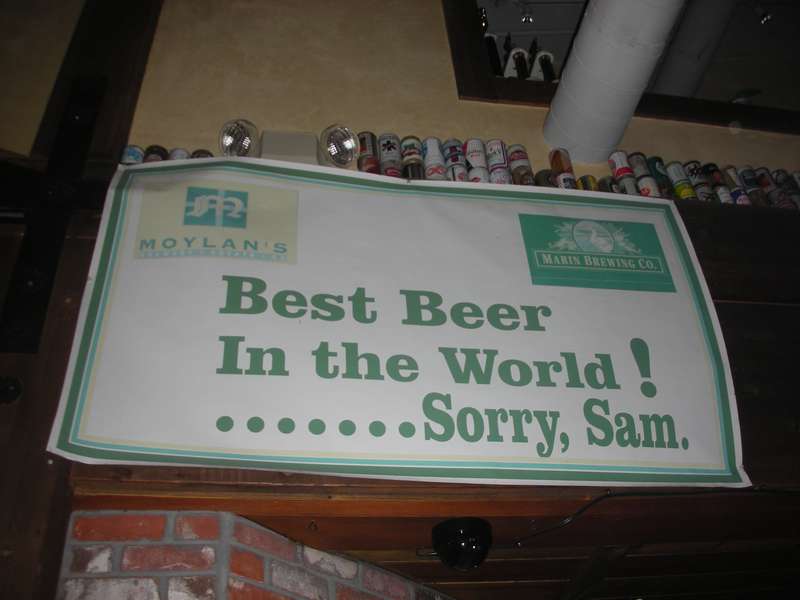 MOYLAN'S
MARIN BREWING CO.
Best Beer
In the World!
.......Sorry, Sam.